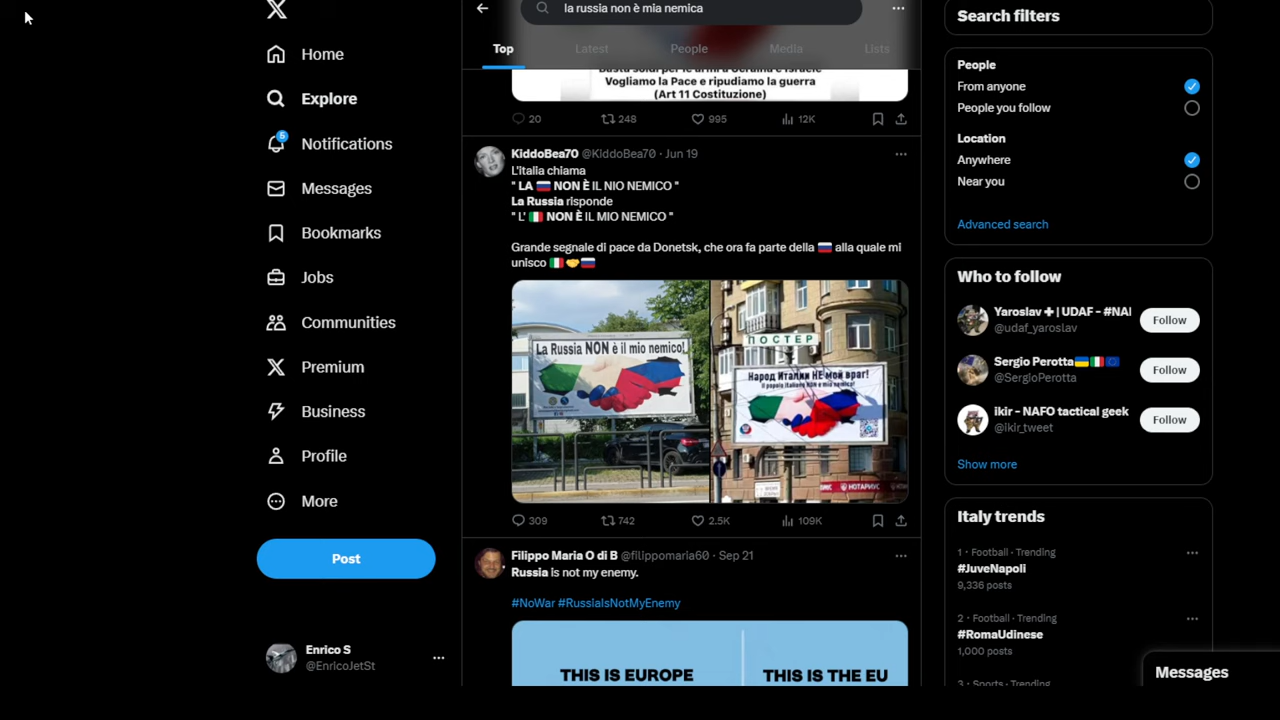 Home
Explore
5
Notifications
Messages
Bookmarks
Jobs
Communities
Premium
Business
Profile
More
Post
Enrico S
@EnricoJetSt
la russia non è mia nemica
Top
Latest
People
Media
Lists
Basta soldi per le armi a Ucraina e Israele
Vogliamo la Pace e ripudiamo la guerra
(Art 11 Costituzione)
20 248 995 12K
KiddoBea70 @KiddoBea70 · Jun 19
L'italia chiama
" LA 🇷🇺 NON È IL NIO NEMICO "
La Russia risponde
" L' 🇮🇹 NON È IL MIO NEMICO "
Grande segnale di pace da Donetsk, che ora fa parte della 🇷🇺 alla quale mi
unisco 🇮🇹🤝🇷🇺
La Russia NON è il mio nemico!
ПОСТЕР
Народ Италии НЕ мой враг!
il popolo italiano NON è mio nemico!
НОТАРИУС
309 742 2.5K 109K
Filippo Maria O di B @filippomaria60 · Sep 21
Russia is not my enemy.
#NoWar #RussiaIsNotMyEnemy
THIS IS EUROPE
THIS IS THE EU
Search filters
People
From anyone
People you follow
Location
Anywhere
Near you
Advanced search
Who to follow
Yaroslav ✚ | UDAF - #NAI
@udaf_yaroslav
Follow
Sergio Perotta🇺🇦🇮🇹🇪🇺
@SergioPerotta
Follow
ikir - NAFO tactical geek
@ikir_tweet
Follow
Show more
Italy trends
1 · Football · Trending
#JuveNapoli
9,336 posts
2 · Football · Trending
#RomaUdinese
1,000 posts
3 · Sports · Trending
Messages